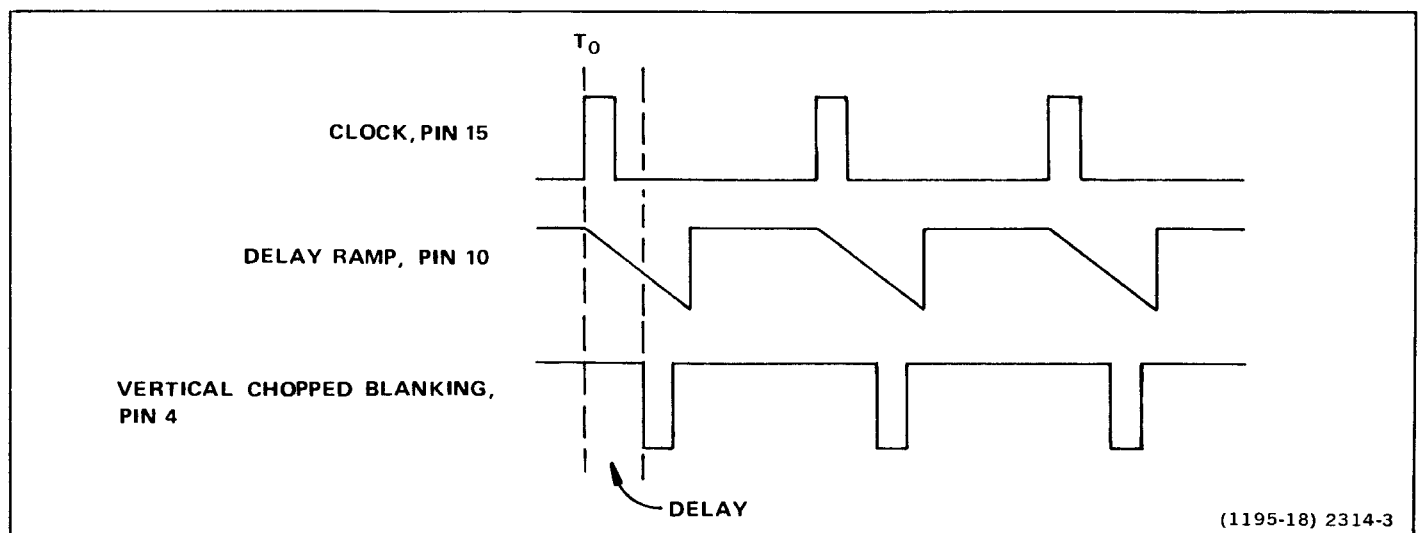 T0
CLOCK, PIN 15
DELAY RAMP, PIN 10
VERTICAL CHOPPED BLANKING,
PIN 4
DELAY
(1195-18) 2314-3